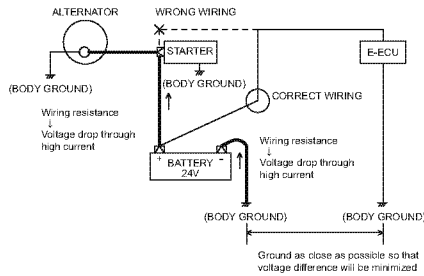 ALTERNATOR
WRONG WIRING
STARTER
E-ECU
(BODY GROUND)
(BODY GROUND)
CORRECT WIRING
Wiring resistance
↓
Voltage drop through
high current
Wiring resistance
↓
Voltage drop through
high current
+ -
BATTERY
24V
(BODY GROUND)
(BODY GROUND)
Ground as close as possible so that
voltage difference will be minimized